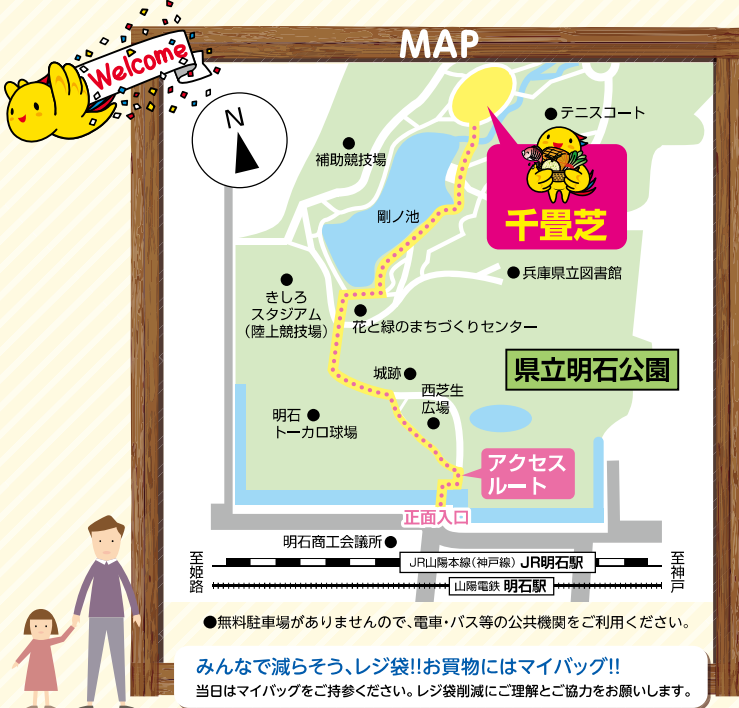 Welcome
MAP
N
テニスコート
補助競技場
千畳芝
剛ノ池
兵庫県立図書館
きしろ
スタジアム
(陸上競技場)
花と緑のまちづくりセンター
県立明石公園
城跡
西芝生
広場
明石
トーカロ球場
アクセス
ルート
正面入口
明石商工会議所
至姫路
JR山陽本線(神戸線) JR明石駅
至神戸
山陽電鉄 明石駅
●無料駐車場がありませんので、電車・バス等の公共機関をご利用ください。
みんなで減らそう、レジ袋!!お買物にはマイバッグ!!
当日はマイバッグをご持参ください。レジ袋削減にご理解とご協力をお願いします。